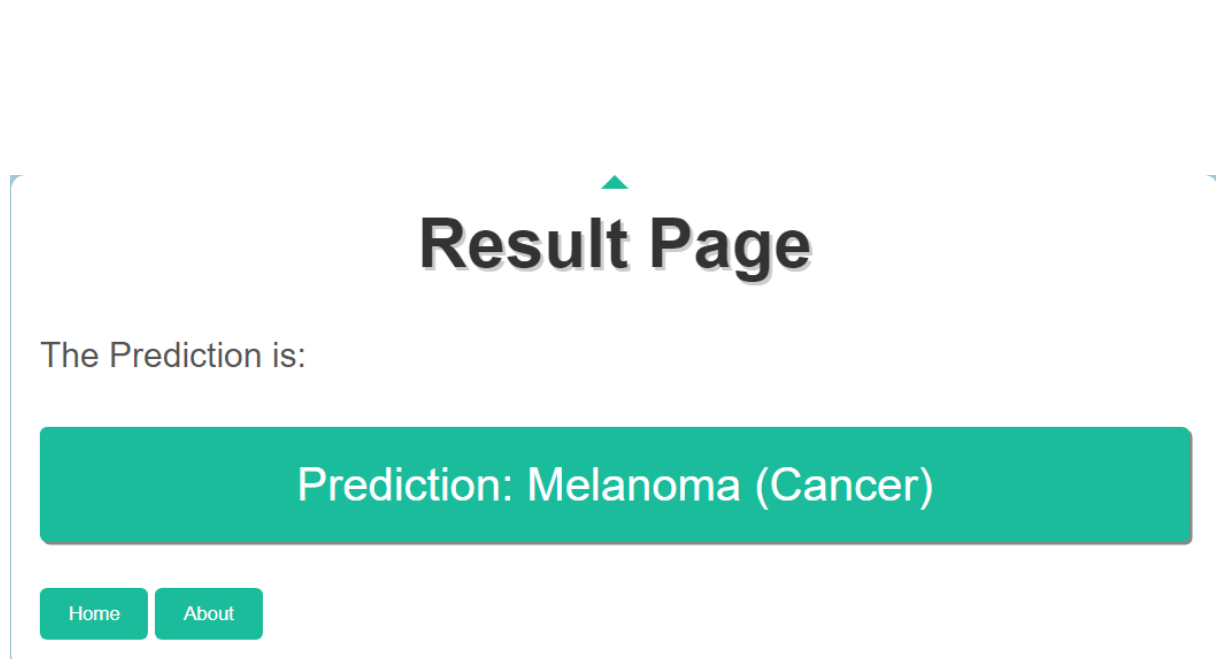 Result Page
The Prediction is:
Prediction: Melanoma (Cancer)
Home About